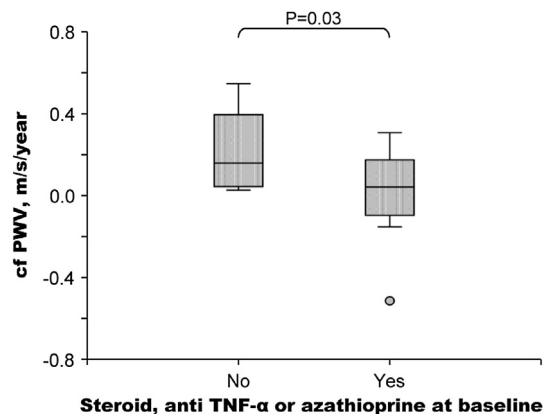 P=0.03
0.8
0.4
0.0
-0.4
-0.8
cf PWV, m/s/year
No Yes
Steroid, anti TNF-α or azathioprine at baseline